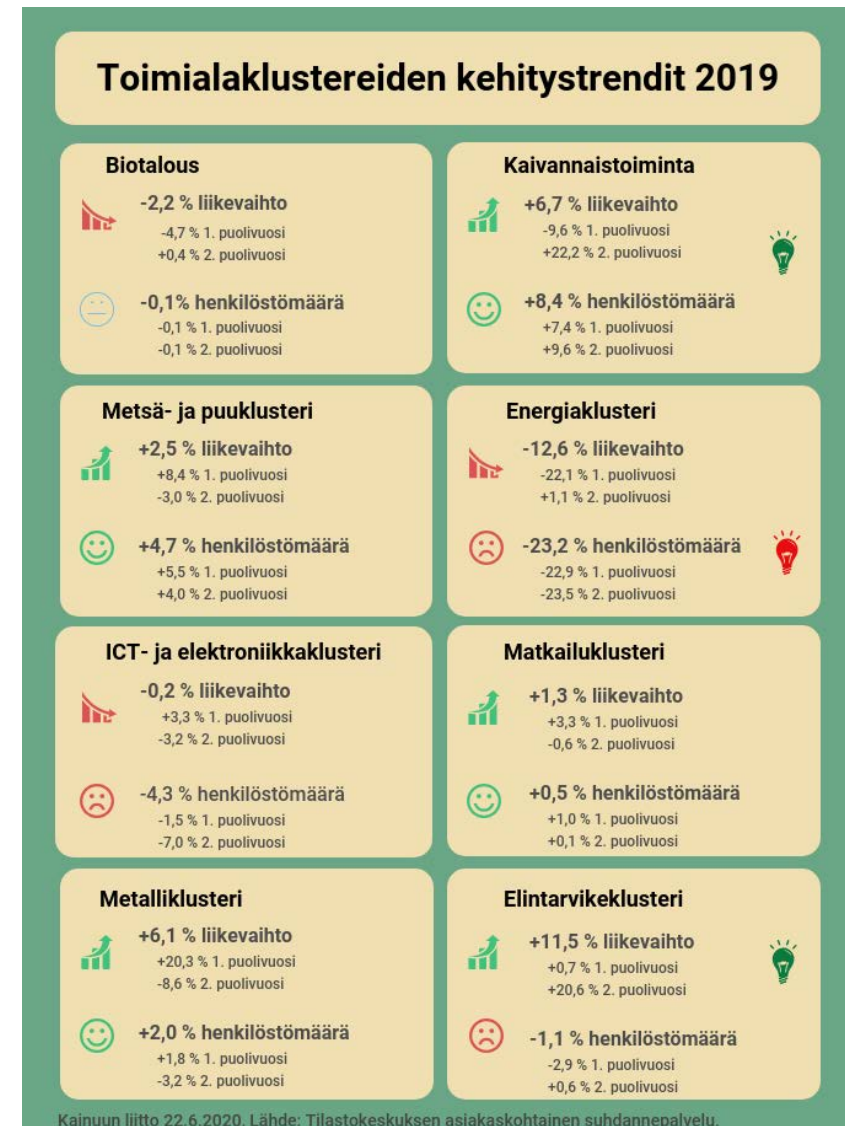 Toimialaklustereiden kehitystrendit 2019
Biotalous
-2,2 % liikevaihto
-4,7 % 1. puolivuosi
+0,4 % 2. puolivuosi
-0,1% henkilöstömäärä
-0,1 % 1. puolivuosi
-0,1 % 2. puolivuosi
Kaivannaistoiminta
+6,7 % liikevaihto
-9,6 % 1. puolivuosi
+22,2 % 2. puolivuosi
+8,4 % henkilöstömäärä
+7,4 % 1. puolivuosi
+9,6 % 2. puolivuosi
Metsä- ja puuklusteri
+2,5 % liikevaihto
+8,4 % 1. puolivuosi
-3,0 % 2. puolivuosi
+4,7 % henkilöstömäärä
+5,5 % 1. puolivuosi
+4,0 % 2. puolivuosi
Energiaklusteri
-12,6 % liikevaihto
-22,1 % 1. puolivuosi
+1,1 % 2. puolivuosi
-23,2 % henkilöstömäärä
-22,9 % 1. puolivuosi
-23,5 % 2. puolivuosi
ICT- ja elektroniikkaklusteri
-0,2 % liikevaihto
+3,3 % 1. puolivuosi
-3,2 % 2. puolivuosi
-4,3 % henkilöstömäärä
-1,5 % 1. puolivuosi
-7,0 % 2. puolivuosi
Matkailuklusteri
+1,3 % liikevaihto
+3,3 % 1. puolivuosi
-0,6 % 2. puolivuosi
+0,5 % henkilöstömäärä
+1,0 % 1. puolivuosi
+0,1 % 2. puolivuosi
Metalliklusteri
+6,1 % liikevaihto
+20,3 % 1. puolivuosi
-8,6 % 2. puolivuosi
+2,0 % henkilöstömäärä
+1,8 % 1. puolivuosi
-3,2 % 2. puolivuosi
Elintarvikeklusteri
+11,5 % liikevaihto
+0,7 % 1. puolivuosi
+20,6 % 2. puolivuosi
-1,1 % henkilöstömäärä
-2,9 % 1. puolivuosi
+0,6 % 2. puolivuosi
Kainuun liitto 22.6.2020. Lähde: Tilastokeskuksen asiakaskohtainen suhdannepalvelu.